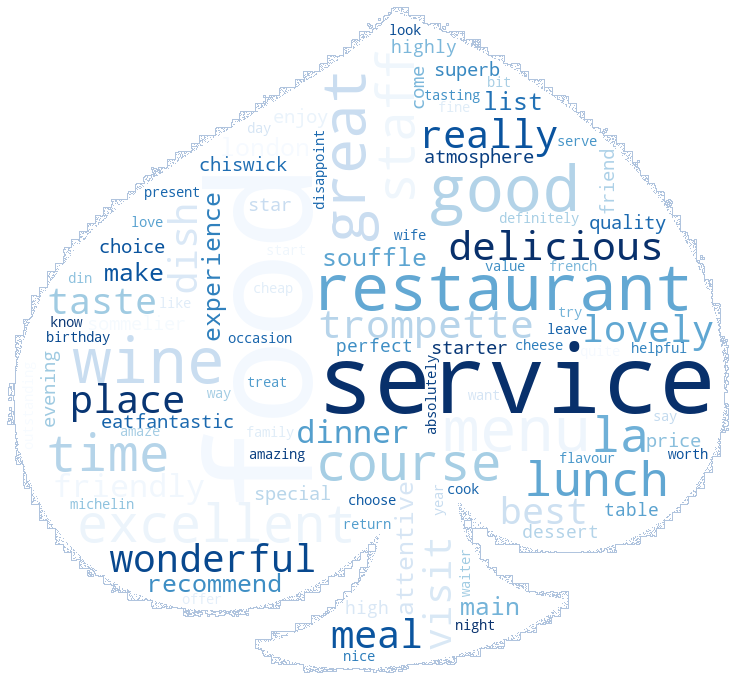 look
highly
superb
come
bit
tasting
list
fine
great
staff
enjoy
day
london
really
serve
disappoint
atmosphere
chiswick
food
friend
present
star
good
love
dish
definitely
quality
experience
wife
choice
start
souffle
delicious
make
value
french
din
cheap
restaurant
taste
like
try
know
sommelier
trompette
leave
lovely
birthday
occasion
perfect
starter
cheese
helpful
wine
service
evening
treat
absolutely
way
want
place
eatfantastic
say
amaze
family
dinner
menu
la
price
time
amazing
course
flavour
worth
friendly
special
cook
lunch
michelin
choose
attentive
year
best
table
excellent
return
dessert
wonderful
visit
waiter
recommend
offer
high
main
meal
night
nice